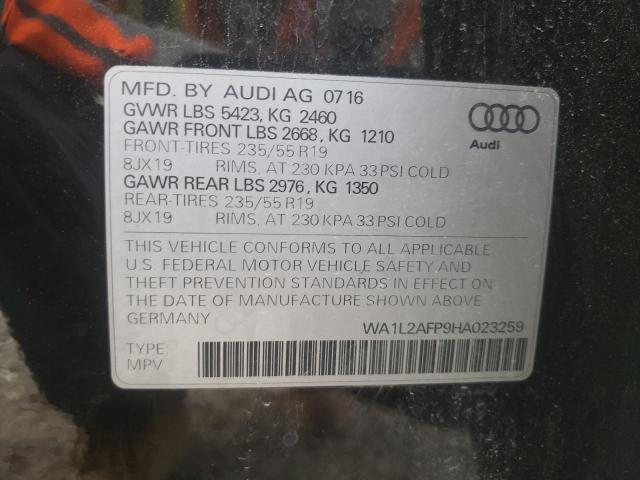 MFD. BY AUDI AG 07 16
GVWR LBS 5423, KG 2460
GAWR FRONT LBS 2668, KG 1210
FRONT-TIRES 235/55 R19
8JX19 RIMS, AT 230 KPA 33 PSI COLD
GAWR REAR LBS 2976, KG 1350
REAR-TIRES 235/55 R19
8JX19 RIMS, AT 230 KPA 33 PSI COLD
Audi
THIS VEHICLE CONFORMS TO ALL APPLICABLE
U.S. FEDERAL MOTOR VEHICLE SAFETY AND
THEFT PREVENTION STANDARDS IN EFFECT ON
THE DATE OF MANUFACTURE SHOWN ABOVE
GERMANY
WA1L2AFP9HA023259
TYPE:
MPV